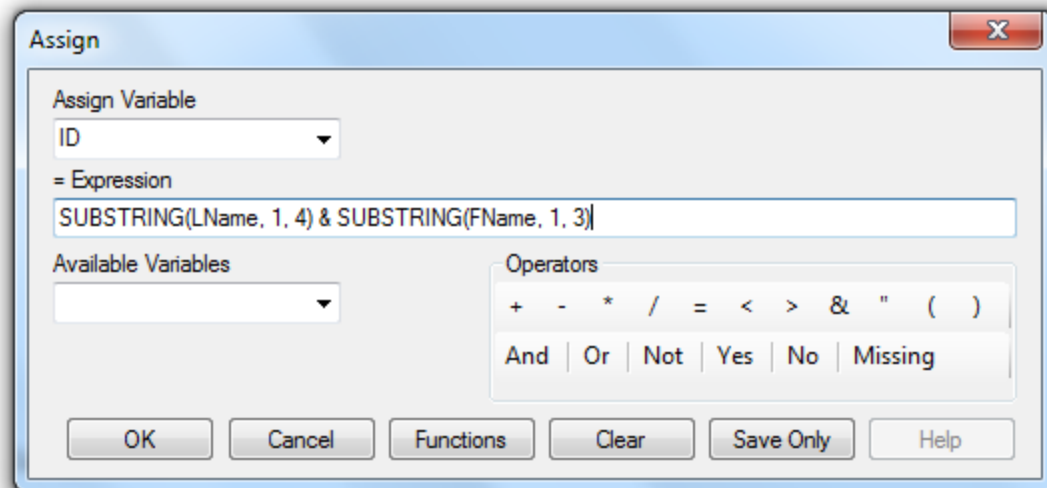 Assign
X
Assign Variable
ID
= Expression
SUBSTRING(LName, 1, 4) & SUBSTRING(FName, 1, 3)
Available Variables
Operators
+ - * / = < > & " ( )
And Or Not Yes No Missing
OK Cancel Functions Clear Save Only Help